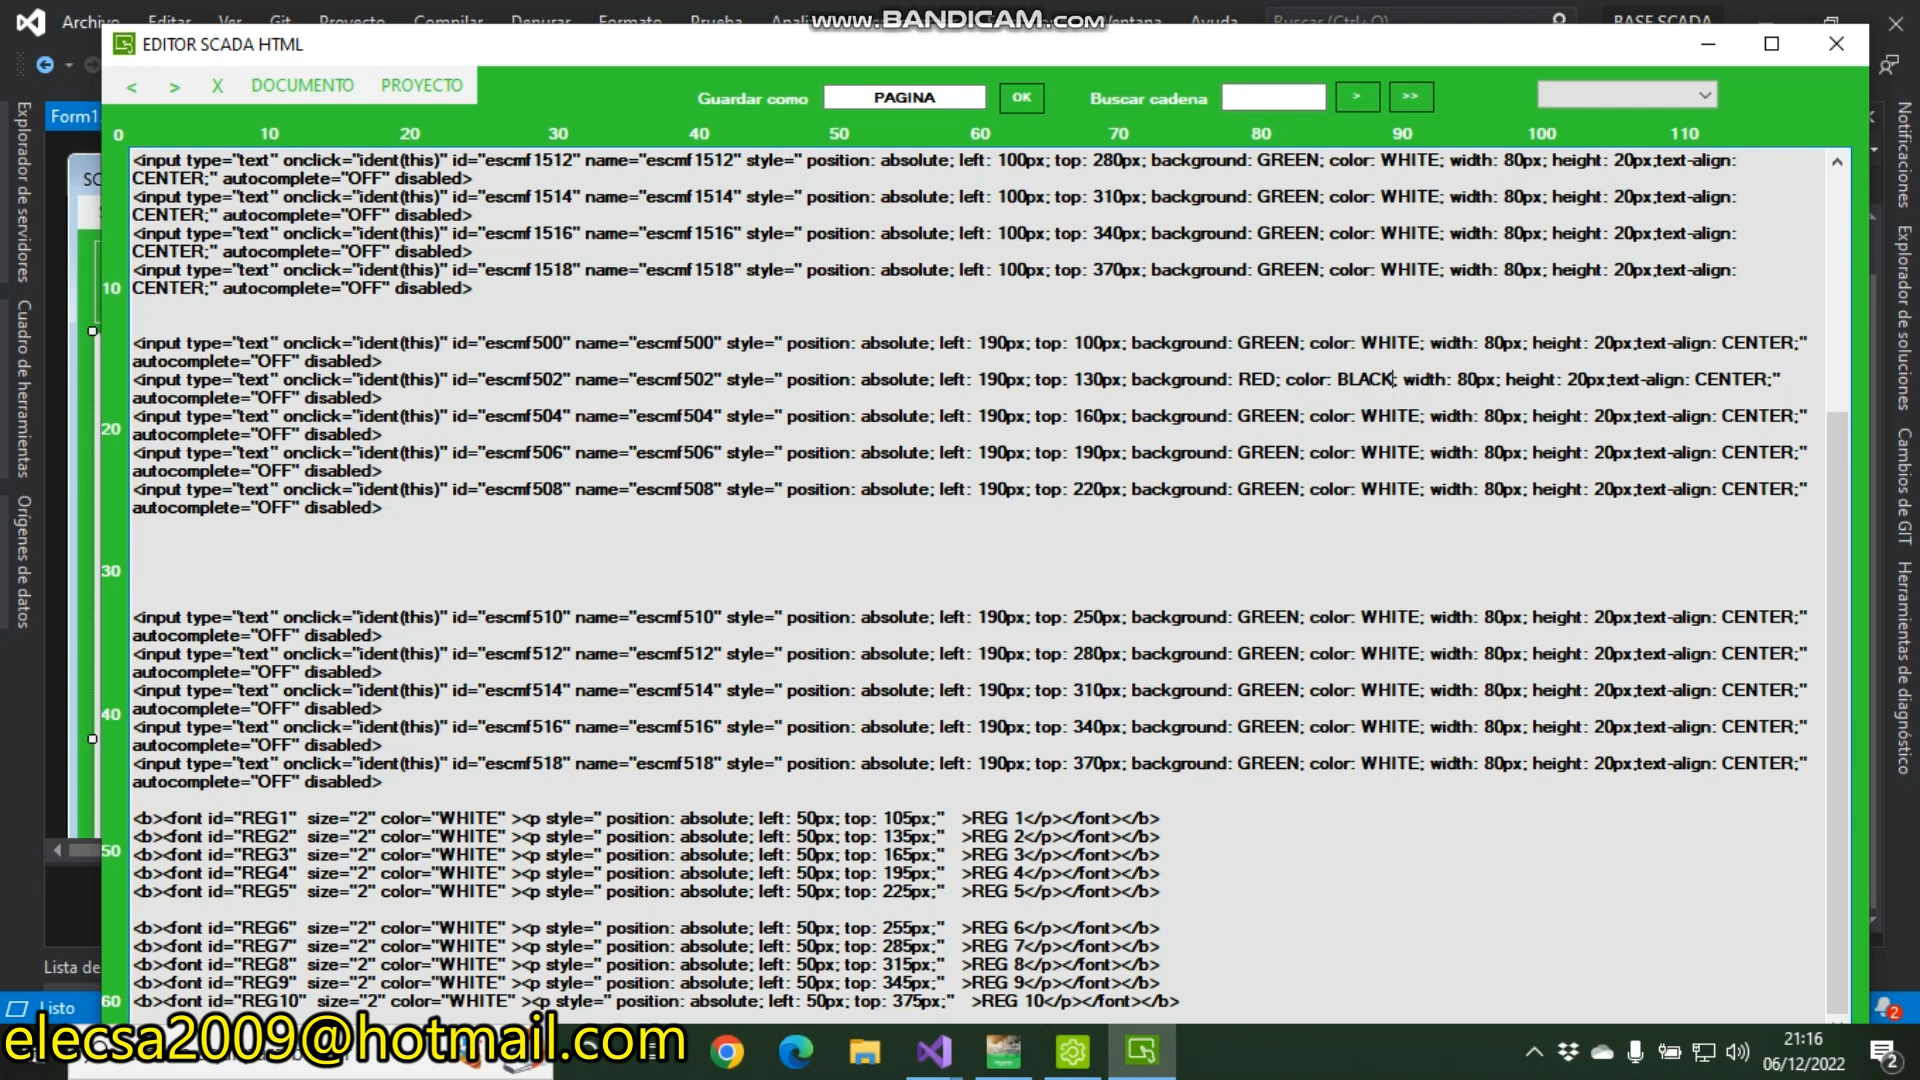 www.BANDICAM.com
Archivo Editar Ver Git Proyecto Compilar Depurar Formato Prueba Ventana Ayuda Buscar (Ctrl+Q) BASE SCADA
EDITOR SCADA HTML
< > X DOCUMENTO PROYECTO
Guardar como PAGINA OK Buscar cadena > >>
Form1
0 10 20 30 40 50 60 70 80 90 100 110
<input type="text" onclick="ident(this)" id="escmf1512" name="escmf1512" style=" position: absolute; left: 100px; top: 280px; background: GREEN; color: WHITE; width: 80px; height: 20px;text-align:
CENTER;" autocomplete="OFF" disabled>
<input type="text" onclick="ident(this)" id="escmf1514" name="escmf1514" style=" position: absolute; left: 100px; top: 310px; background: GREEN; color: WHITE; width: 80px; height: 20px;text-align:
CENTER;" autocomplete="OFF" disabled>
<input type="text" onclick="ident(this)" id="escmf1516" name="escmf1516" style=" position: absolute; left: 100px; top: 340px; background: GREEN; color: WHITE; width: 80px; height: 20px;text-align:
CENTER;" autocomplete="OFF" disabled>
<input type="text" onclick="ident(this)" id="escmf1518" name="escmf1518" style=" position: absolute; left: 100px; top: 370px; background: GREEN; color: WHITE; width: 80px; height: 20px;text-align:
10 CENTER;" autocomplete="OFF" disabled>
<input type="text" onclick="ident(this)" id="escmf500" name="escmf500" style=" position: absolute; left: 190px; top: 100px; background: GREEN; color: WHITE; width: 80px; height: 20px;text-align: CENTER;"
autocomplete="OFF" disabled>
<input type="text" onclick="ident(this)" id="escmf502" name="escmf502" style=" position: absolute; left: 190px; top: 130px; background: RED; color: BLACK; width: 80px; height: 20px;text-align: CENTER;"
autocomplete="OFF" disabled>
<input type="text" onclick="ident(this)" id="escmf504" name="escmf504" style=" position: absolute; left: 190px; top: 160px; background: GREEN; color: WHITE; width: 80px; height: 20px;text-align: CENTER;"
20 autocomplete="OFF" disabled>
<input type="text" onclick="ident(this)" id="escmf506" name="escmf506" style=" position: absolute; left: 190px; top: 190px; background: GREEN; color: WHITE; width: 80px; height: 20px;text-align: CENTER;"
autocomplete="OFF" disabled>
<input type="text" onclick="ident(this)" id="escmf508" name="escmf508" style=" position: absolute; left: 190px; top: 220px; background: GREEN; color: WHITE; width: 80px; height: 20px;text-align: CENTER;"
autocomplete="OFF" disabled>
30
<input type="text" onclick="ident(this)" id="escmf510" name="escmf510" style=" position: absolute; left: 190px; top: 250px; background: GREEN; color: WHITE; width: 80px; height: 20px;text-align: CENTER;"
autocomplete="OFF" disabled>
<input type="text" onclick="ident(this)" id="escmf512" name="escmf512" style=" position: absolute; left: 190px; top: 280px; background: GREEN; color: WHITE; width: 80px; height: 20px;text-align: CENTER;"
autocomplete="OFF" disabled>
<input type="text" onclick="ident(this)" id="escmf514" name="escmf514" style=" position: absolute; left: 190px; top: 310px; background: GREEN; color: WHITE; width: 80px; height: 20px;text-align: CENTER;"
40 autocomplete="OFF" disabled>
<input type="text" onclick="ident(this)" id="escmf516" name="escmf516" style=" position: absolute; left: 190px; top: 340px; background: GREEN; color: WHITE; width: 80px; height: 20px;text-align: CENTER;"
autocomplete="OFF" disabled>
<input type="text" onclick="ident(this)" id="escmf518" name="escmf518" style=" position: absolute; left: 190px; top: 370px; background: GREEN; color: WHITE; width: 80px; height: 20px;text-align: CENTER;"
autocomplete="OFF" disabled>
<b><font id="REG1" size="2" color="WHITE" ><p style=" position: absolute; left: 50px; top: 105px;" >REG 1</p></font></b>
<b><font id="REG2" size="2" color="WHITE" ><p style=" position: absolute; left: 50px; top: 135px;" >REG 2</p></font></b>
50 <b><font id="REG3" size="2" color="WHITE" ><p style=" position: absolute; left: 50px; top: 165px;" >REG 3</p></font></b>
<b><font id="REG4" size="2" color="WHITE" ><p style=" position: absolute; left: 50px; top: 195px;" >REG 4</p></font></b>
<b><font id="REG5" size="2" color="WHITE" ><p style=" position: absolute; left: 50px; top: 225px;" >REG 5</p></font></b>
<b><font id="REG6" size="2" color="WHITE" ><p style=" position: absolute; left: 50px; top: 255px;" >REG 6</p></font></b>
<b><font id="REG7" size="2" color="WHITE" ><p style=" position: absolute; left: 50px; top: 285px;" >REG 7</p></font></b>
<b><font id="REG8" size="2" color="WHITE" ><p style=" position: absolute; left: 50px; top: 315px;" >REG 8</p></font></b>
<b><font id="REG9" size="2" color="WHITE" ><p style=" position: absolute; left: 50px; top: 345px;" >REG 9</p></font></b>
60 <b><font id="REG10" size="2" color="WHITE" ><p style=" position: absolute; left: 50px; top: 375px;" >REG 10</p></font></b>
Explorador de servidores
Cuadro de herramientas
Orígenes de datos
Notificaciones
Explorador de soluciones
Cambios de GIT
Herramientas de diagnóstico
Lista de
Listo
2
elecsa2009@hotmail.com
21:16
06/12/2022
2